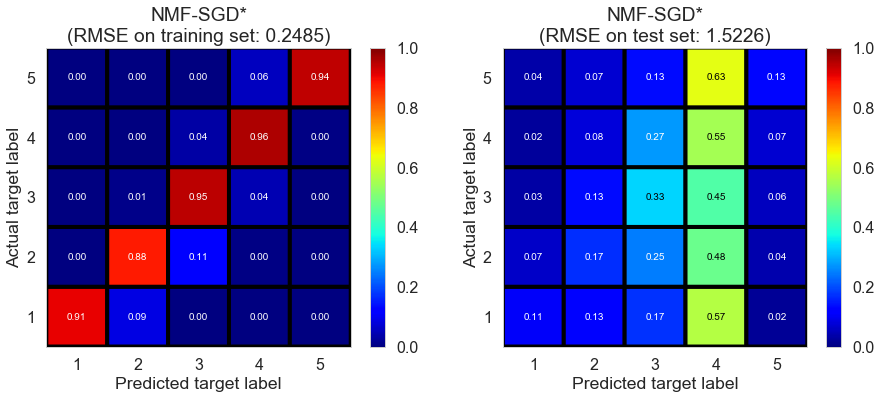 NMF-SGD*
(RMSE on training set: 0.2485)
Actual target label
5 0.00 0.00 0.00 0.06 0.94
4 0.00 0.00 0.04 0.96 0.00
3 0.00 0.01 0.95 0.04 0.00
2 0.00 0.88 0.11 0.00 0.00
1 0.91 0.09 0.00 0.00 0.00
1 2 3 4 5
Predicted target label
1.0
0.8
0.6
0.4
0.2
0.0
NMF-SGD*
(RMSE on test set: 1.5226)
Actual target label
5 0.04 0.07 0.13 0.63 0.13
4 0.02 0.08 0.27 0.55 0.07
3 0.03 0.13 0.33 0.45 0.06
2 0.07 0.17 0.25 0.48 0.04
1 0.11 0.13 0.17 0.57 0.02
1 2 3 4 5
Predicted target label
1.0
0.8
0.6
0.4
0.2
0.0